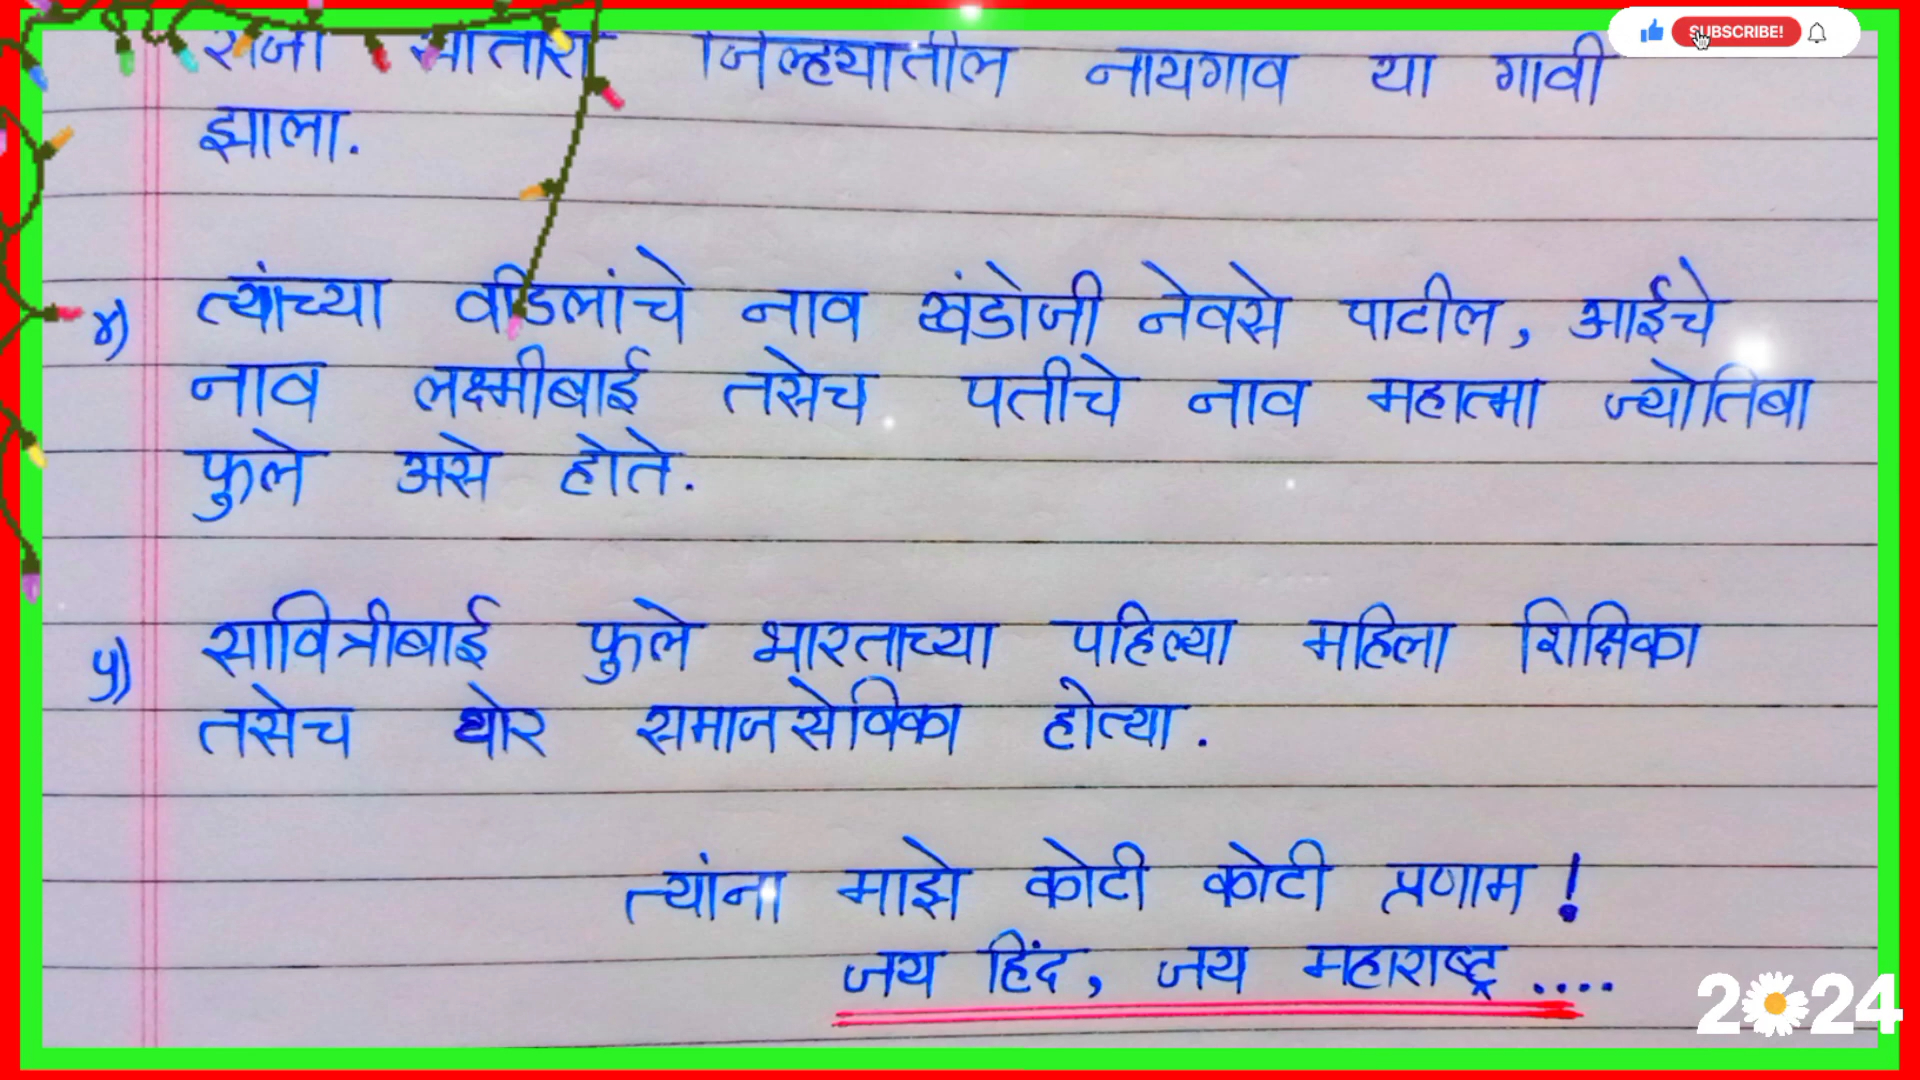 SUBSCRIBE!
रोजी सातारा जिल्ह्यातील नायगाव या गावी
झाला.
४) त्यांच्या वडिलांचे नाव खंडोजी नेवसे पाटील, आईचे
नाव लक्ष्मीबाई तसेच पतीचे नाव महात्मा ज्योतिबा
फुले असे होते.
५) सावित्रीबाई फुले भारताच्या पहिल्या महिला शिक्षिका
तसेच थोर समाजसेविका होत्या.
त्यांना माझे कोटी कोटी प्रणाम!
जय हिंद, जय महाराष्ट्र....
2024